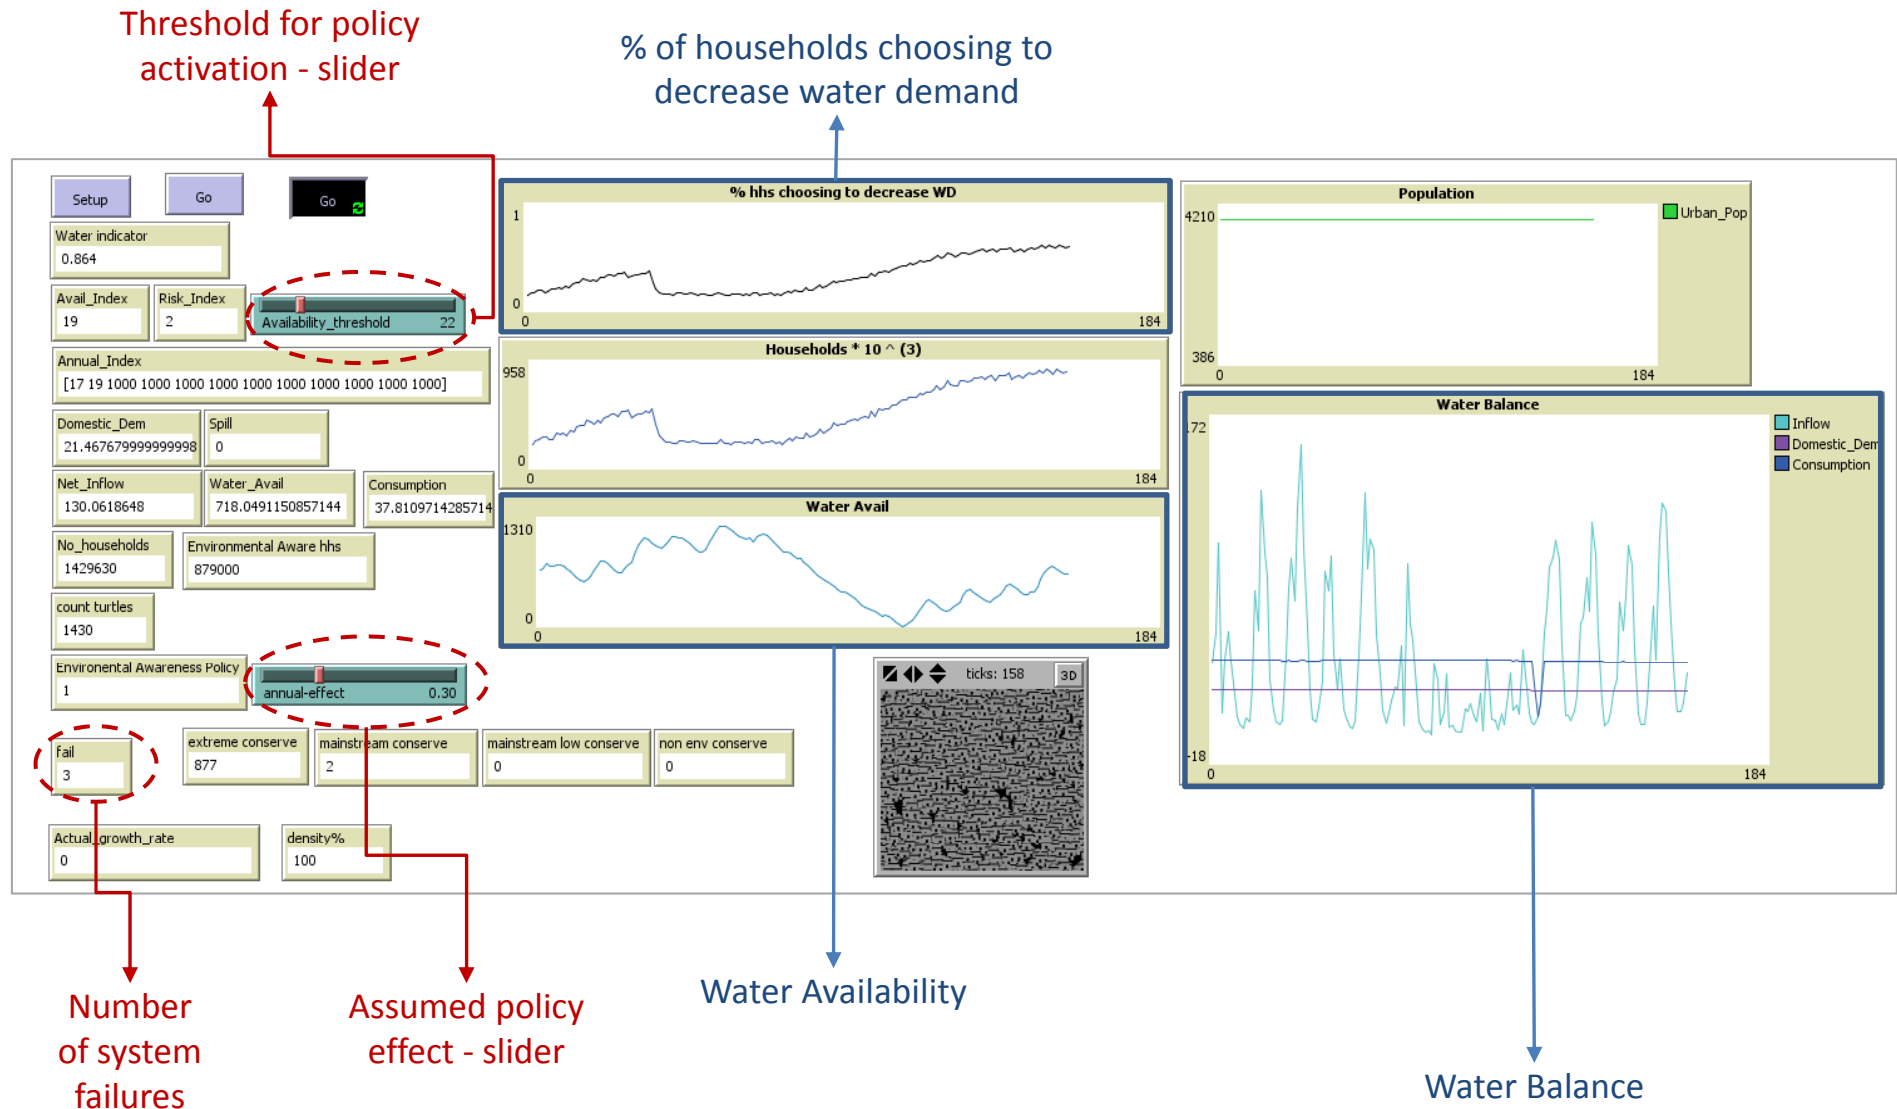 Threshold for policy
activation - slider
% of households choosing to
decrease water demand
Setup
Go
Go
Water indicator
0.864
Avail_Index
19
Risk_Index
2
Availability_threshold 22
Annual_Index
[17 19 1000 1000 1000 1000 1000 1000 1000 1000 1000 1000]
Domestic_Dem
21.467679999999998
Spill
0
Net_Inflow
130.0618648
Water_Avail
718.0491150857144
Consumption
37.8109714285714
No_households
1429630
Environmental Aware hhs
879000
count turtles
1430
Environental Awareness Policy
1
annual-effect 0.30
fail
3
extreme conserve
877
mainstream conserve
2
mainstream low conserve
0
non env conserve
0
Actual_growth_rate
0
density%
100
% hhs choosing to decrease WD
1
0
0 184
Households * 10 ^ (3)
958
0
0 184
Water Avail
1310
0
0 184
ticks: 158
3D
Population
4210
386
0 184
Urban_Pop
Water Balance
172
-18
0 184
Inflow
Domestic_Dem
Consumption
Number
of system
failures
Assumed policy
effect - slider
Water Availability
Water Balance